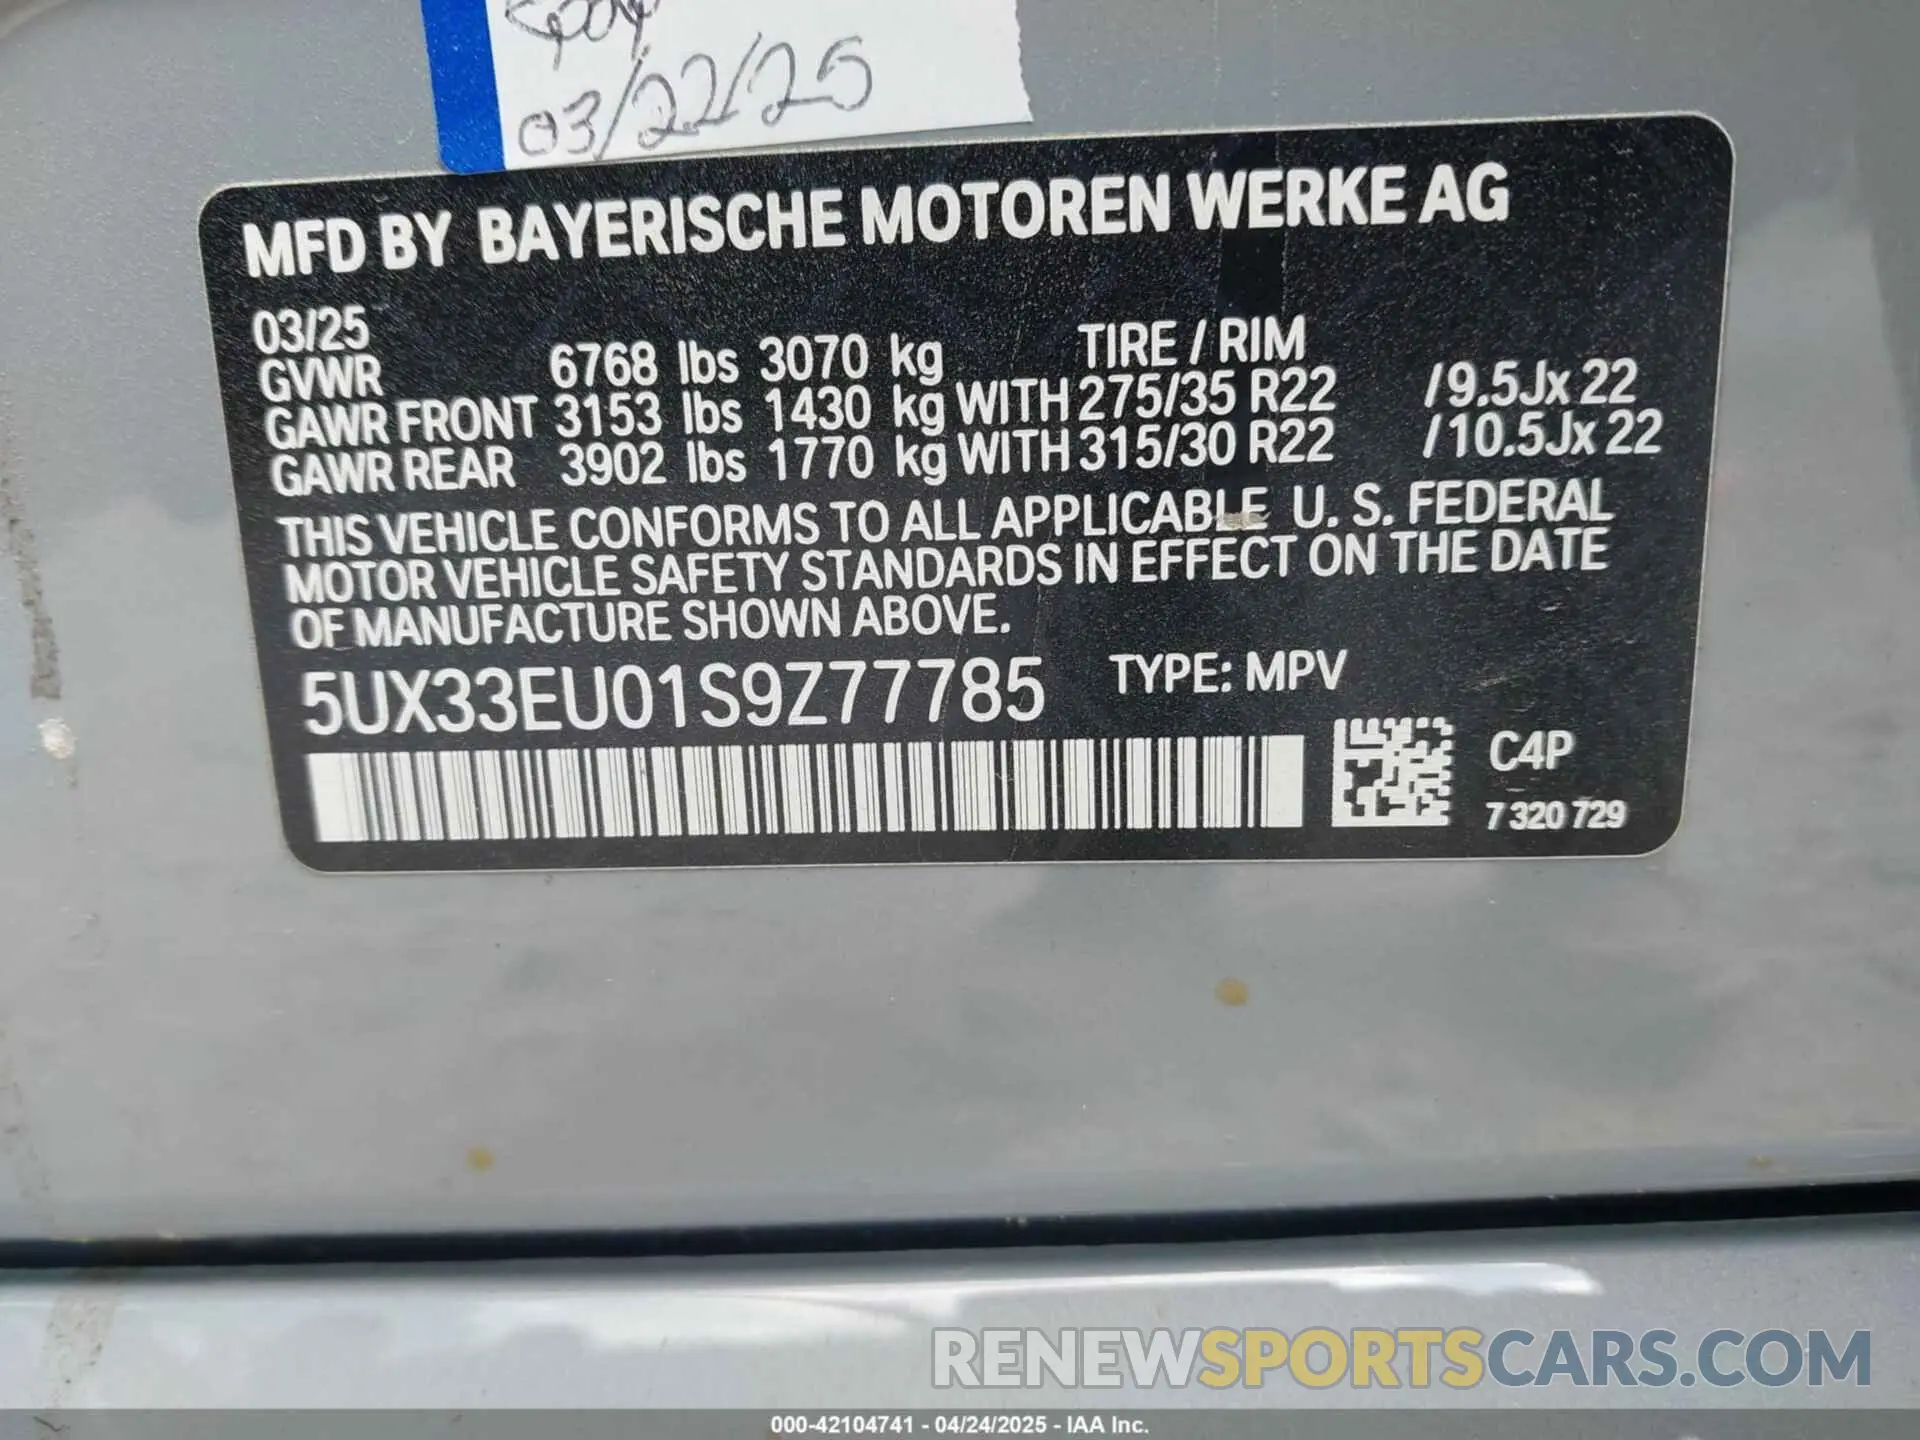 03/22/25
MFD BY BAYERISCHE MOTOREN WERKE AG
03/25
GVWR 6768 lbs 3070 kg TIRE / RIM
GAWR FRONT 3153 lbs 1430 kg WITH 275/35 R22 /9.5Jx22
GAWR REAR 3902 lbs 1770 kg WITH 315/30 R22 /10.5Jx22
THIS VEHICLE CONFORMS TO ALL APPLICABLE U. S. FEDERAL
MOTOR VEHICLE SAFETY STANDARDS IN EFFECT ON THE DATE
OF MANUFACTURE SHOWN ABOVE.
5UX33EU01S9Z77785 TYPE: MPV
C4P
7 320 729
RENEWSPORTSCARS.COM
000-42104741 - 04/24/2025 - IAA Inc.